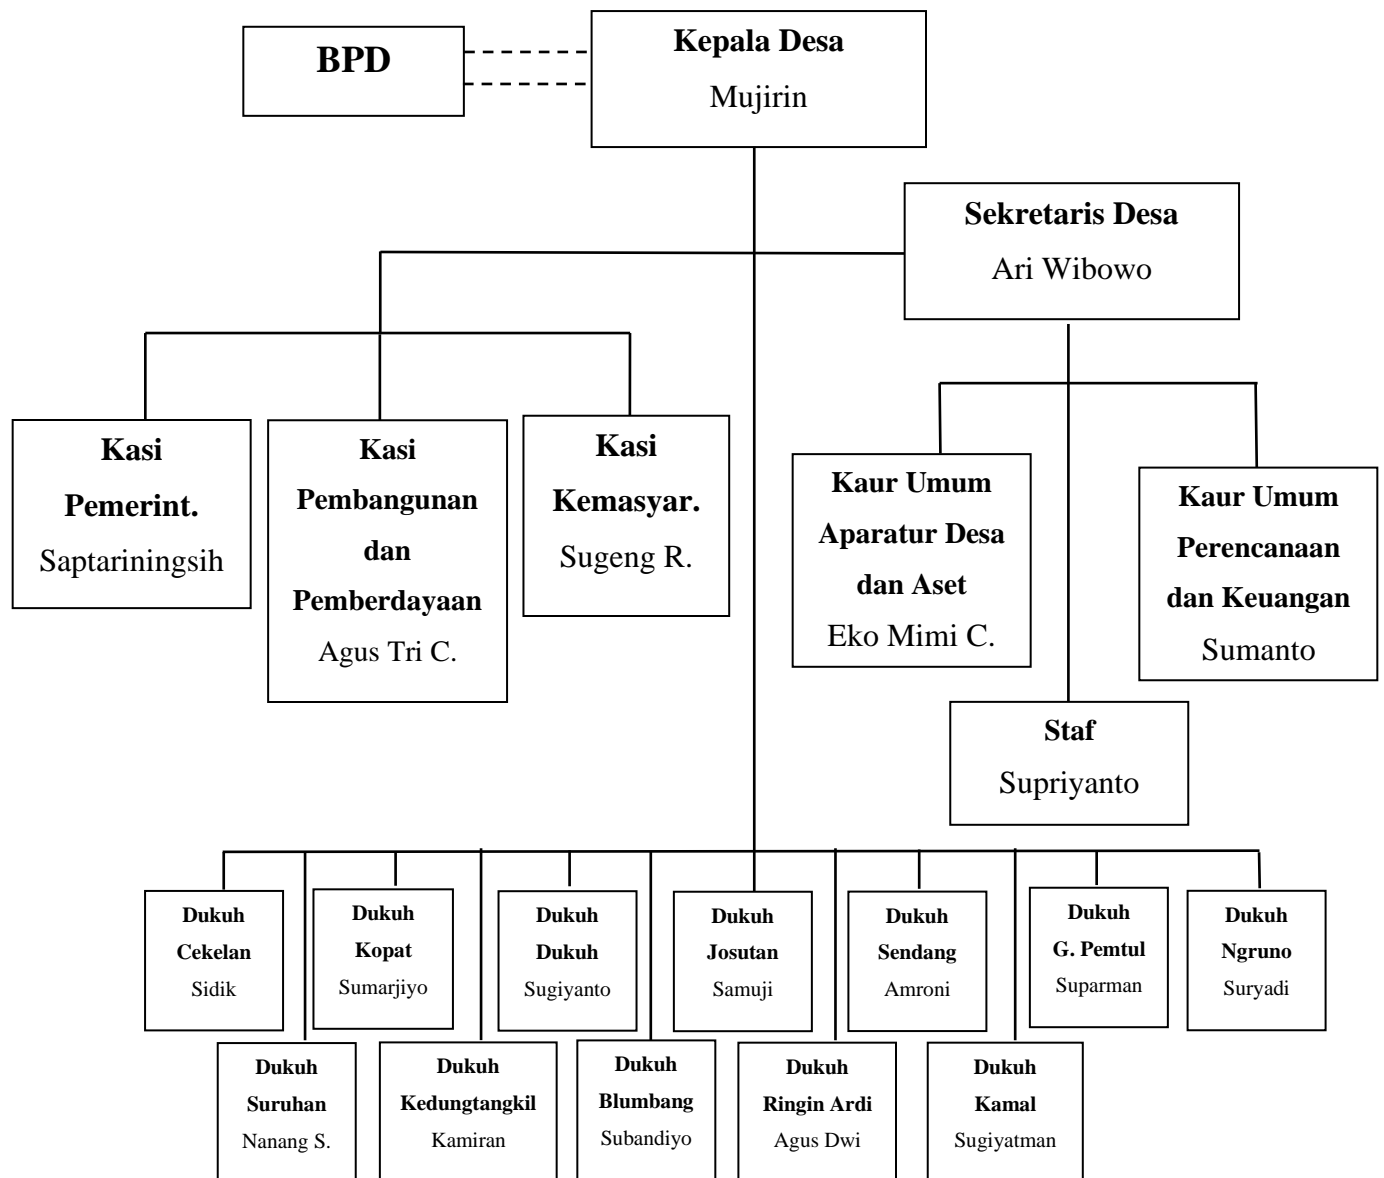 BPD
Kepala Desa
Mujirin
Sekretaris Desa
Ari Wibowo
Kasi
Pemerint.
Saptariningsih
Kasi
Pembangunan
dan
Pemberdayaan
Agus Tri C.
Kasi
Kemasyar.
Sugeng R.
Kaur Umum
Aparatur Desa
dan Aset
Eko Mimi C.
Kaur Umum
Perencanaan
dan Keuangan
Sumanto
Staf
Supriyanto
Dukuh
Cekelan
Sidik
Dukuh
Kopat
Sumarjiyo
Dukuh
Dukuh
Sugiyanto
Dukuh
Josutan
Samuji
Dukuh
Sendang
Amroni
Dukuh
G. Pemtul
Suparman
Dukuh
Ngruno
Suryadi
Dukuh
Suruhan
Nanang S.
Dukuh
Kedungtangkil
Kamiran
Dukuh
Blumbang
Subandiyo
Dukuh
Ringin Ardi
Agus Dwi
Dukuh
Kamal
Sugiyatman